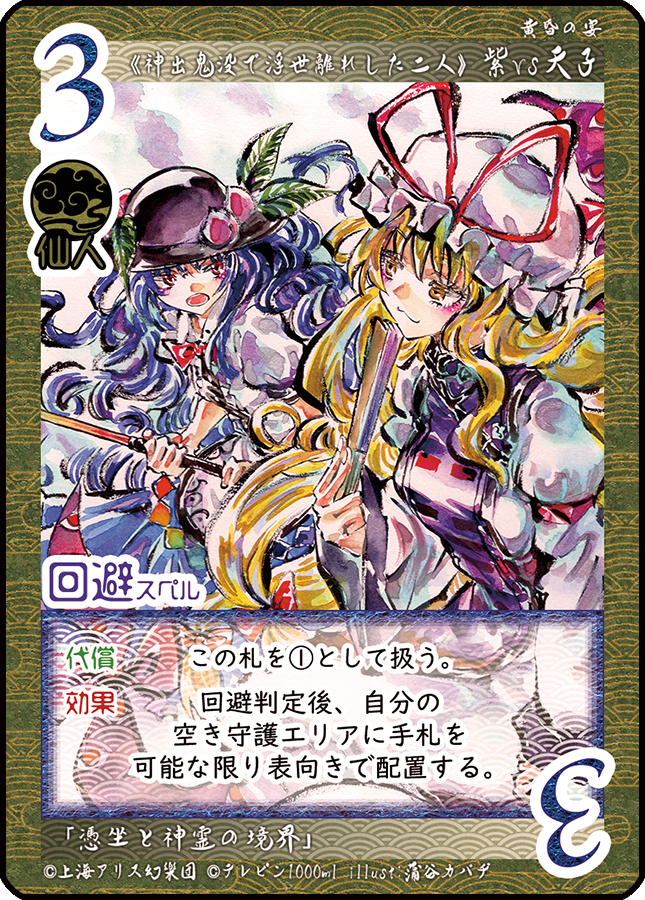 黄昏の宴
3
《神出鬼没で浮世離れした二人》 紫VS天子
仙人
回避スペル
代償 この札を①として扱う。
効果 回避判定後、自分の
空き守護エリアに手札を
可能な限り表向きで配置する。
3
「憑坐と神霊の境界」
©上海アリス幻樂団 ©テレピン1000ml illust:蒲谷カバヂ